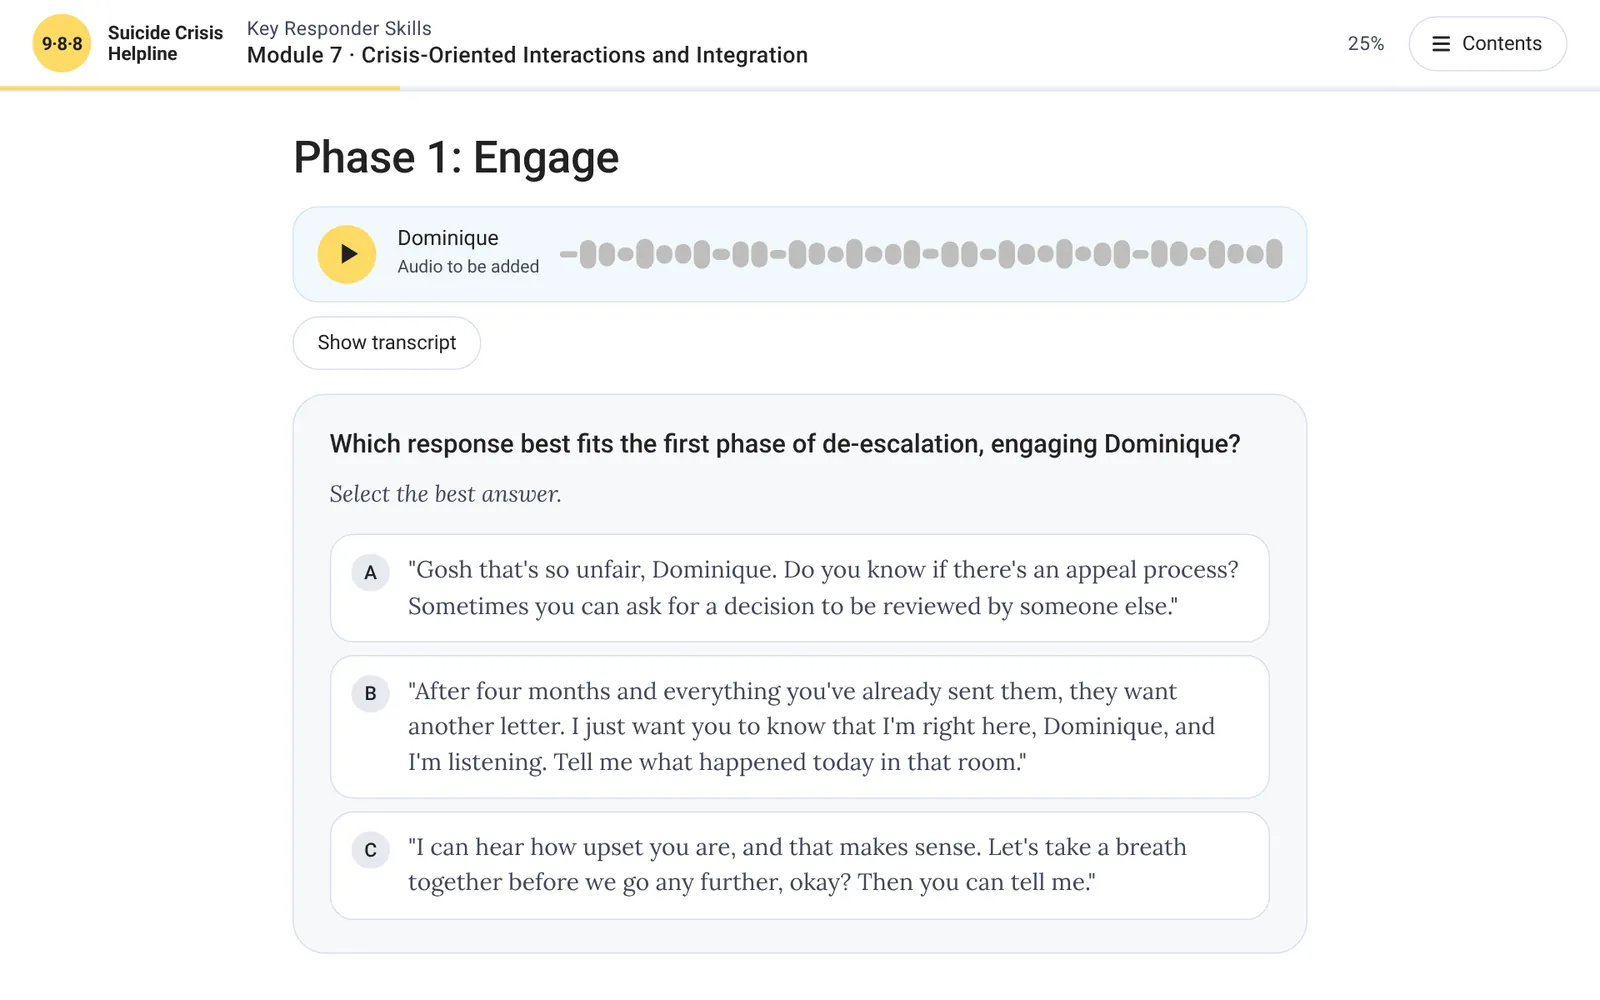 9·8·8
Suicide Crisis
Helpline
Key Responder Skills
Module 7 · Crisis-Oriented Interactions and Integration
25%
Contents
Phase 1: Engage
Dominique
Audio to be added
Show transcript
Which response best fits the first phase of de-escalation, engaging Dominique?
Select the best answer.
A
"Gosh that's so unfair, Dominique. Do you know if there's an appeal process?
Sometimes you can ask for a decision to be reviewed by someone else."
B
"After four months and everything you've already sent them, they want
another letter. I just want you to know that I'm right here, Dominique, and
I'm listening. Tell me what happened today in that room."
C
"I can hear how upset you are, and that makes sense. Let's take a breath
together before we go any further, okay? Then you can tell me."